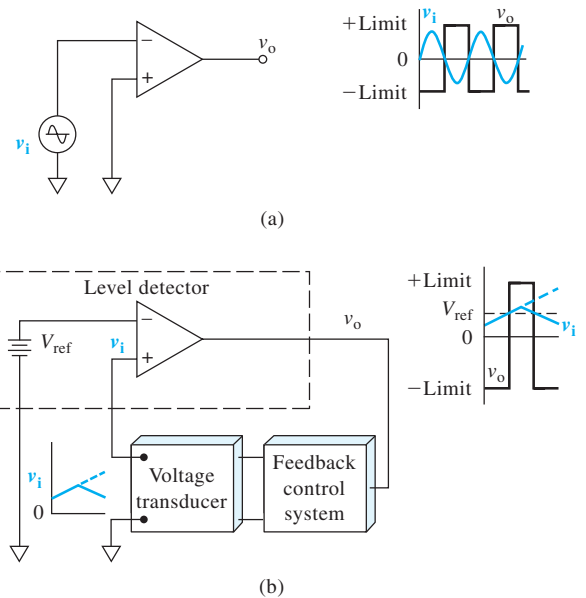 +Limit
0
−Limit
v_i
v_o
−
+
v_o
v_i
(a)
Level detector
−
+
V_ref
v_i
v_o
+Limit
V_ref
0
−Limit
v_i
v_o
v_i
0
Voltage
transducer
Feedback
control
system
(b)